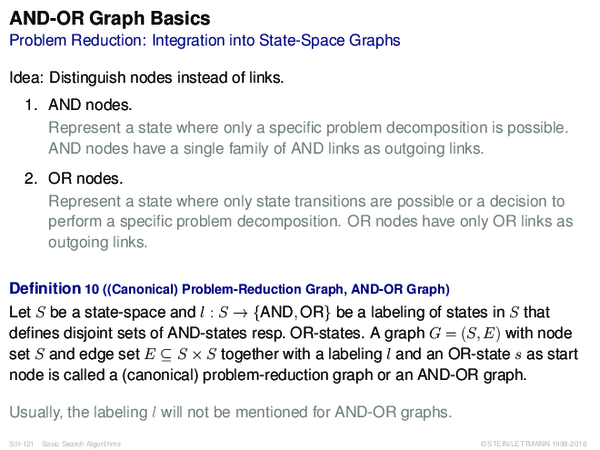 AND-OR Graph Basics
Problem Reduction: Integration into State-Space Graphs
Idea: Distinguish nodes instead of links.
1. AND nodes.
Represent a state where only a specific problem decomposition is possible.
AND nodes have a single family of AND links as outgoing links.
2. OR nodes.
Represent a state where only state transitions are possible or a decision to
perform a specific problem decomposition. OR nodes have only OR links as
outgoing links.
Definition 10 ((Canonical) Problem-Reduction Graph, AND-OR Graph)
Let S be a state-space and l : S → {AND, OR} be a labeling of states in S that
defines disjoint sets of AND-states resp. OR-states. A graph G = (S, E) with node
set S and edge set E ⊆ S × S together with a labeling l and an OR-state s as start
node is called a (canonical) problem-reduction graph or an AND-OR graph.
Usually, the labeling l will not be mentioned for AND-OR graphs.
S:II-121 Basic Search Algorithms © STEIN/LETTMANN 1998-2018